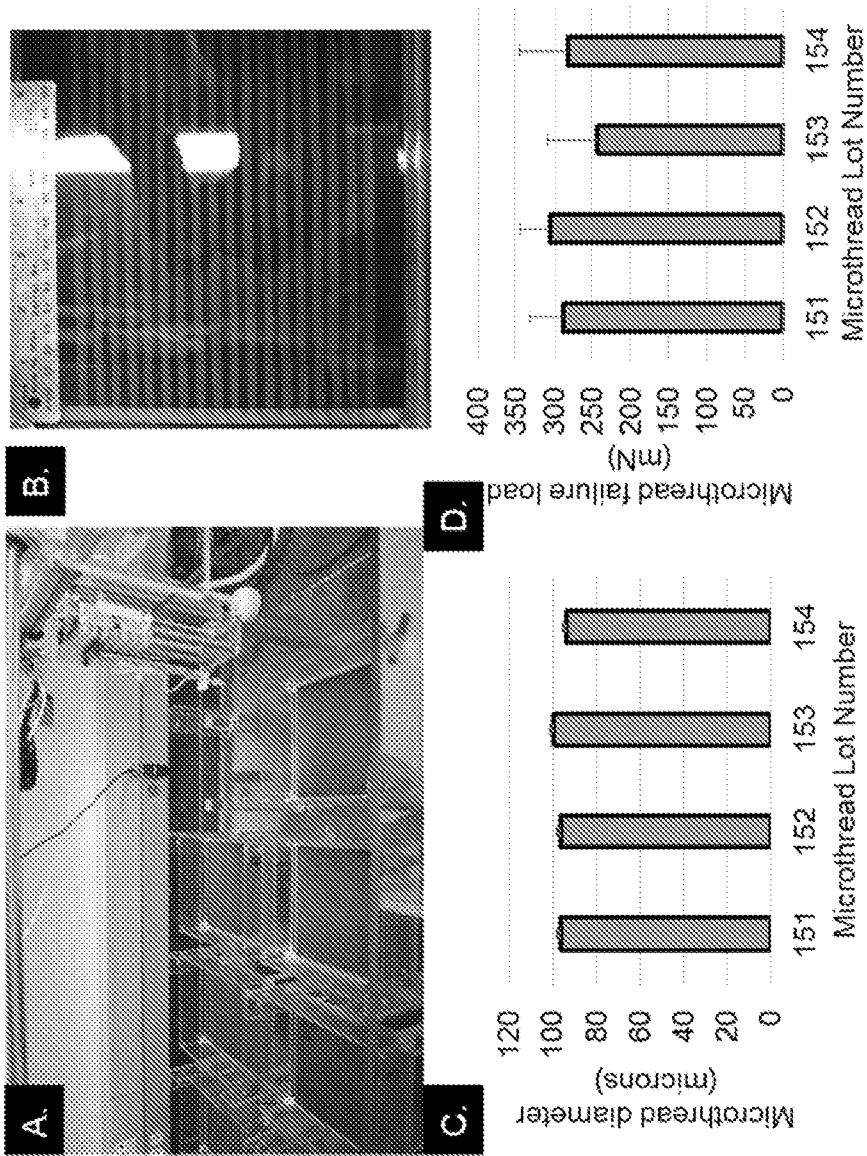 A.
B.
C.
Microthread diameter
(microns)
120
100
80
60
40
20
0
151 152 153 154
Microthread Lot Number
D.
Microthread failure load
(mN)
400
350
300
250
200
150
100
50
0
151 152 153 154
Microthread Lot Number